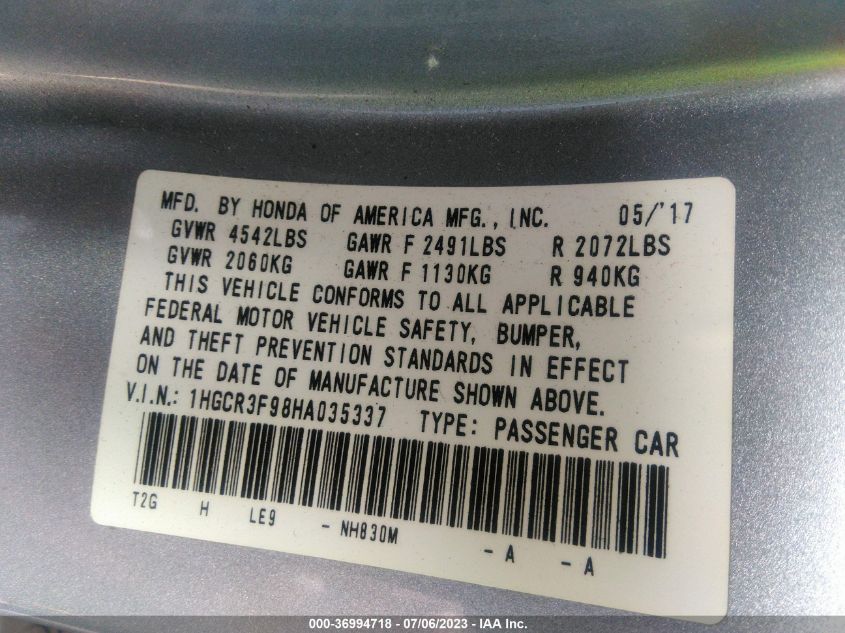 MFD. BY HONDA OF AMERICA MFG., INC. 05/'17
GVWR 4542LBS GAWR F 2491LBS R 2072LBS
GVWR 2060KG GAWR F 1130KG R 940KG
THIS VEHICLE CONFORMS TO ALL APPLICABLE
FEDERAL MOTOR VEHICLE SAFETY, BUMPER,
AND THEFT PREVENTION STANDARDS IN EFFECT
ON THE DATE OF MANUFACTURE SHOWN ABOVE.
V.I.N.: 1HGCR3F98HA035337 TYPE: PASSENGER CAR
T2G H LE9 - NH830M - A - A
000-36994718 - 07/06/2023 - IAA Inc.